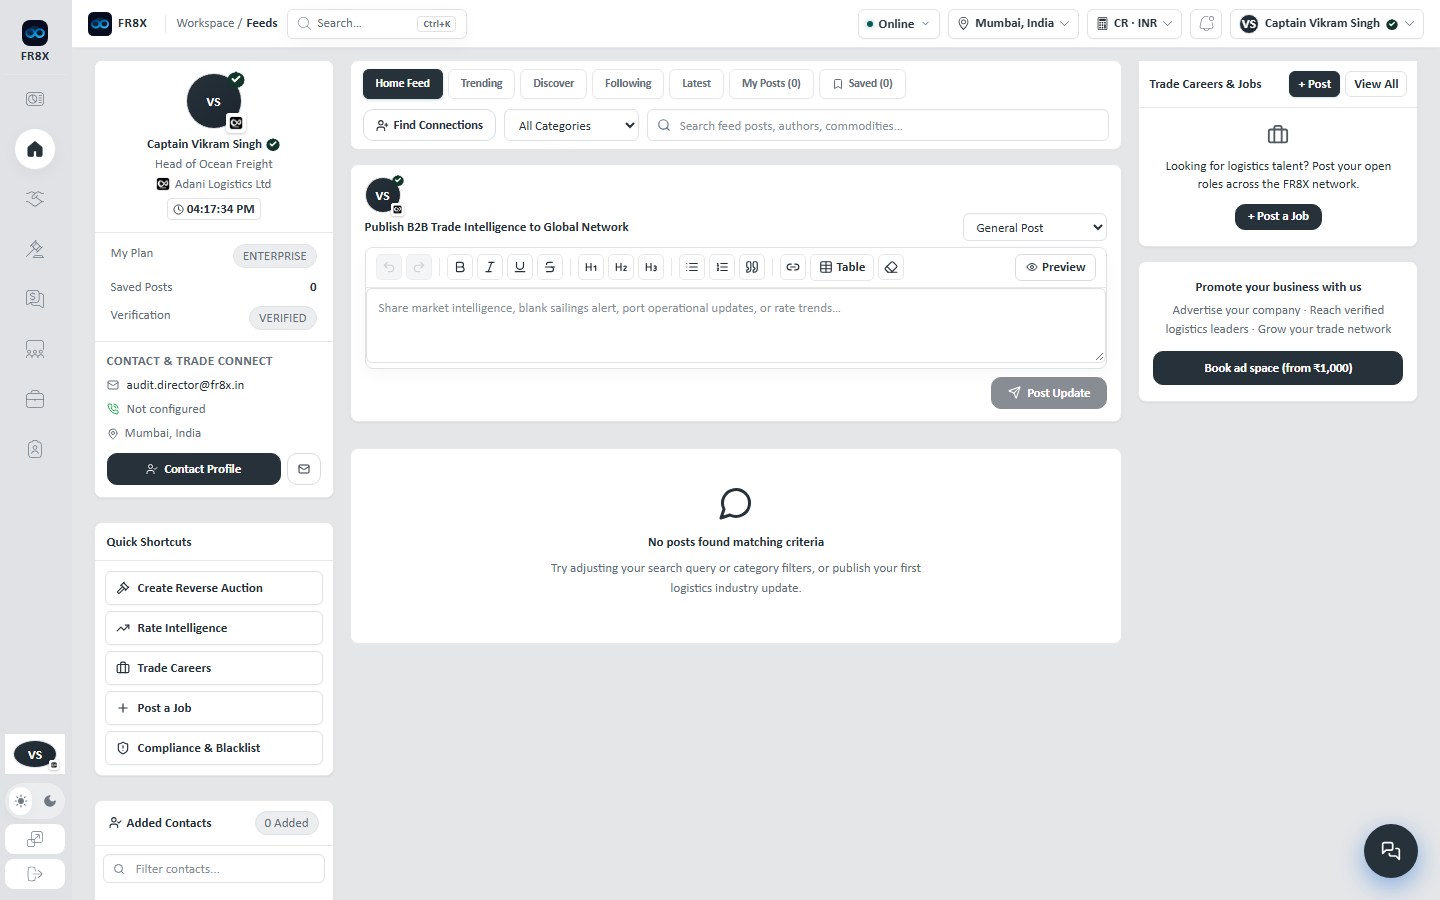 FR8X
FR8X
Workspace / Feeds
Search...
Ctrl+K
Online
Mumbai, India
CR · INR
VS
Captain Vikram Singh
VS
Captain Vikram Singh
Head of Ocean Freight
Adani Logistics Ltd
04:17:34 PM
My Plan
ENTERPRISE
Saved Posts
0
Verification
VERIFIED
CONTACT & TRADE CONNECT
audit.director@fr8x.in
Not configured
Mumbai, India
Contact Profile
Quick Shortcuts
Create Reverse Auction
Rate Intelligence
Trade Careers
Post a Job
Compliance & Blacklist
Added Contacts
0 Added
Filter contacts...
VS
Home Feed
Trending
Discover
Following
Latest
My Posts (0)
Saved (0)
Find Connections
All Categories
Search feed posts, authors, commodities...
VS
Publish B2B Trade Intelligence to Global Network
General Post
B I U S H1 H2 H3
Table
Preview
Share market intelligence, blank sailings alert, port operational updates, or rate trends...
Post Update
No posts found matching criteria
Try adjusting your search query or category filters, or publish your first
logistics industry update.
Trade Careers & Jobs
+ Post
View All
Looking for logistics talent? Post your open
roles across the FR8X network.
+ Post a Job
Promote your business with us
Advertise your company · Reach verified
logistics leaders · Grow your trade network
Book ad space (from ₹1,000)